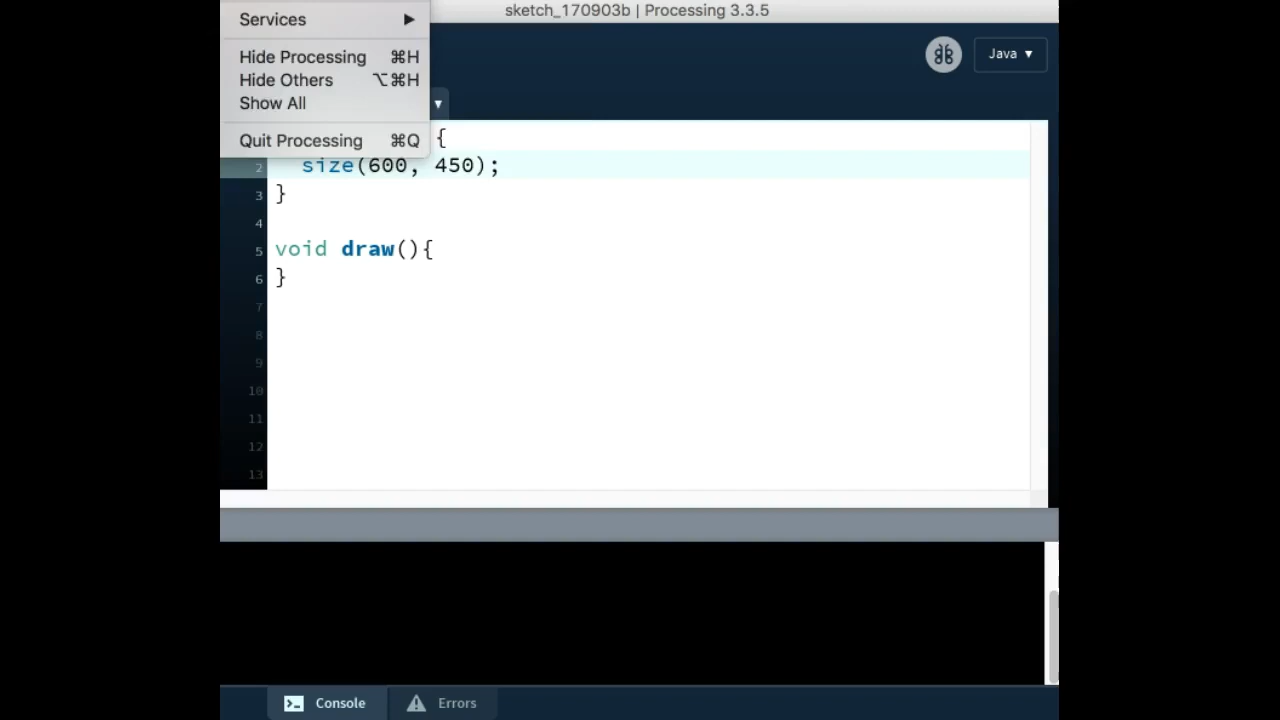 sketch_170903b | Processing 3.3.5
Services ▶
Hide Processing ⌘H
Hide Others ⌥⌘H
Show All
Quit Processing ⌘Q
Java ▼
▼
{
2 size(600, 450);
3 }
4
5 void draw(){
6 }
7
8
9
10
11
12
13
Console
Errors